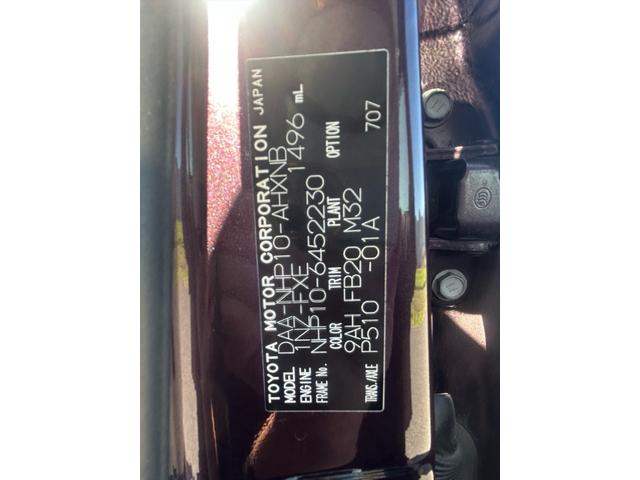 TOYOTA MOTOR CORPORATION JAPAN
MODEL DAA-NHP10-AHXNB
ENGINE 1NZ-FXE 1496 mL
FRAME No. NHP10-6452230
COLOR TRIM PLANT OPTION
9AH FB20 M32 707
TRANS./AXLE P510 -01A